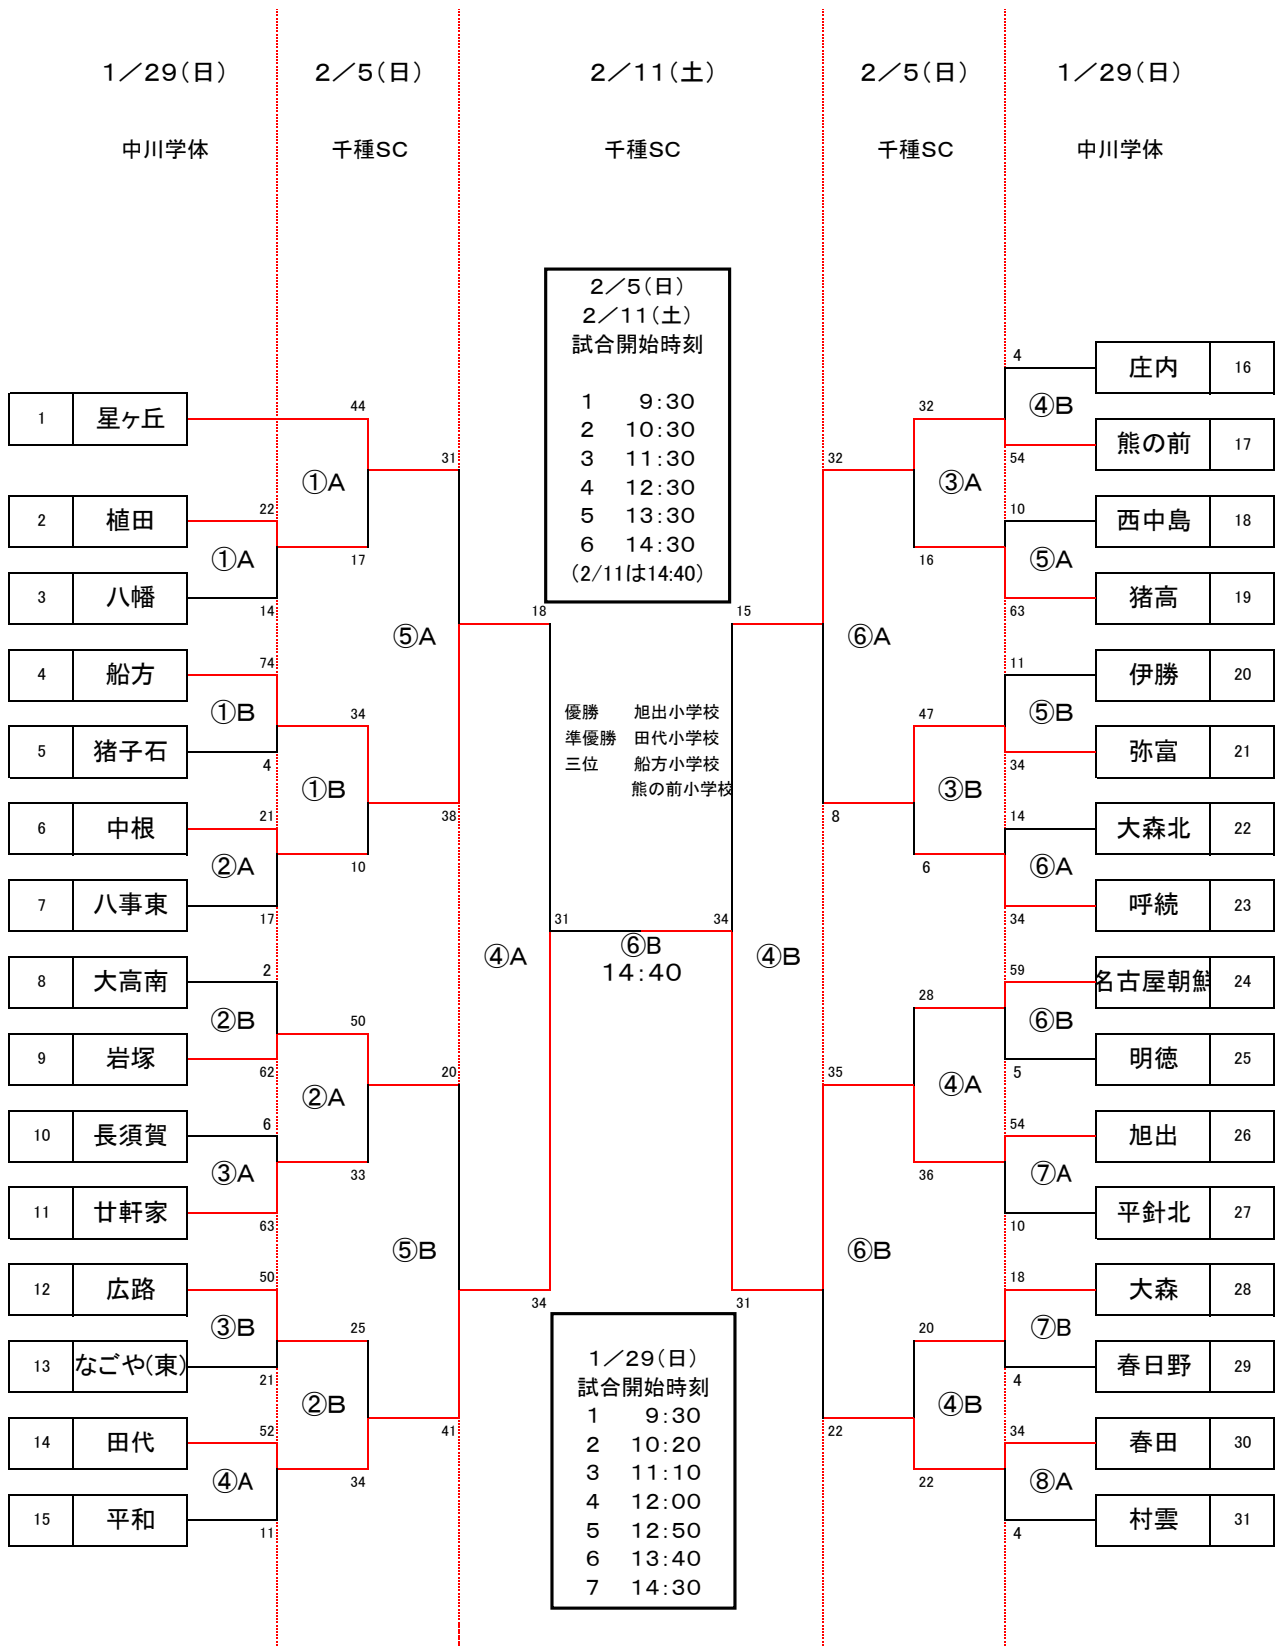 1／29(日) 2／5(日) 2／11(土) 2／5(日) 1／29(日)
中川学体 千種SC 千種SC 千種SC 中川学体
2／5(日)
2／11(土)
試合開始時刻
1 9:30
2 10:30
3 11:30
4 12:30
5 13:30
6 14:30
(2/11は14:40)
1 星ヶ丘
2 植田
3 八幡
4 船方
5 猪子石
6 中根
7 八事東
8 大高南
9 岩塚
10 長須賀
11 廿軒家
12 広路
13 なごや(東)
14 田代
15 平和
22
①A
14
74
①B
4
21
②A
17
2
②B
62
6
③A
63
50
③B
21
52
④A
11
44
①A
17
34
①B
10
50
②A
33
25
②B
34
31
⑤A
38
20
⑤B
41
18
④A
34
優勝 旭出小学校
準優勝 田代小学校
三位 船方小学校
熊の前小学校
31 34
⑥B
14:40
15
④B
31
32
⑥A
8
35
⑥B
22
32
③A
16
47
③B
6
28
④A
36
20
④B
22
4
④B
54
10
⑤A
63
11
⑤B
34
14
⑥A
34
59
⑥B
5
54
⑦A
10
18
⑦B
4
34
⑧A
4
庄内 16
熊の前 17
西中島 18
猪高 19
伊勝 20
弥富 21
大森北 22
呼続 23
名古屋朝鮮 24
明徳 25
旭出 26
平針北 27
大森 28
春日野 29
春田 30
村雲 31
1／29(日)
試合開始時刻
1 9:30
2 10:20
3 11:10
4 12:00
5 12:50
6 13:40
7 14:30